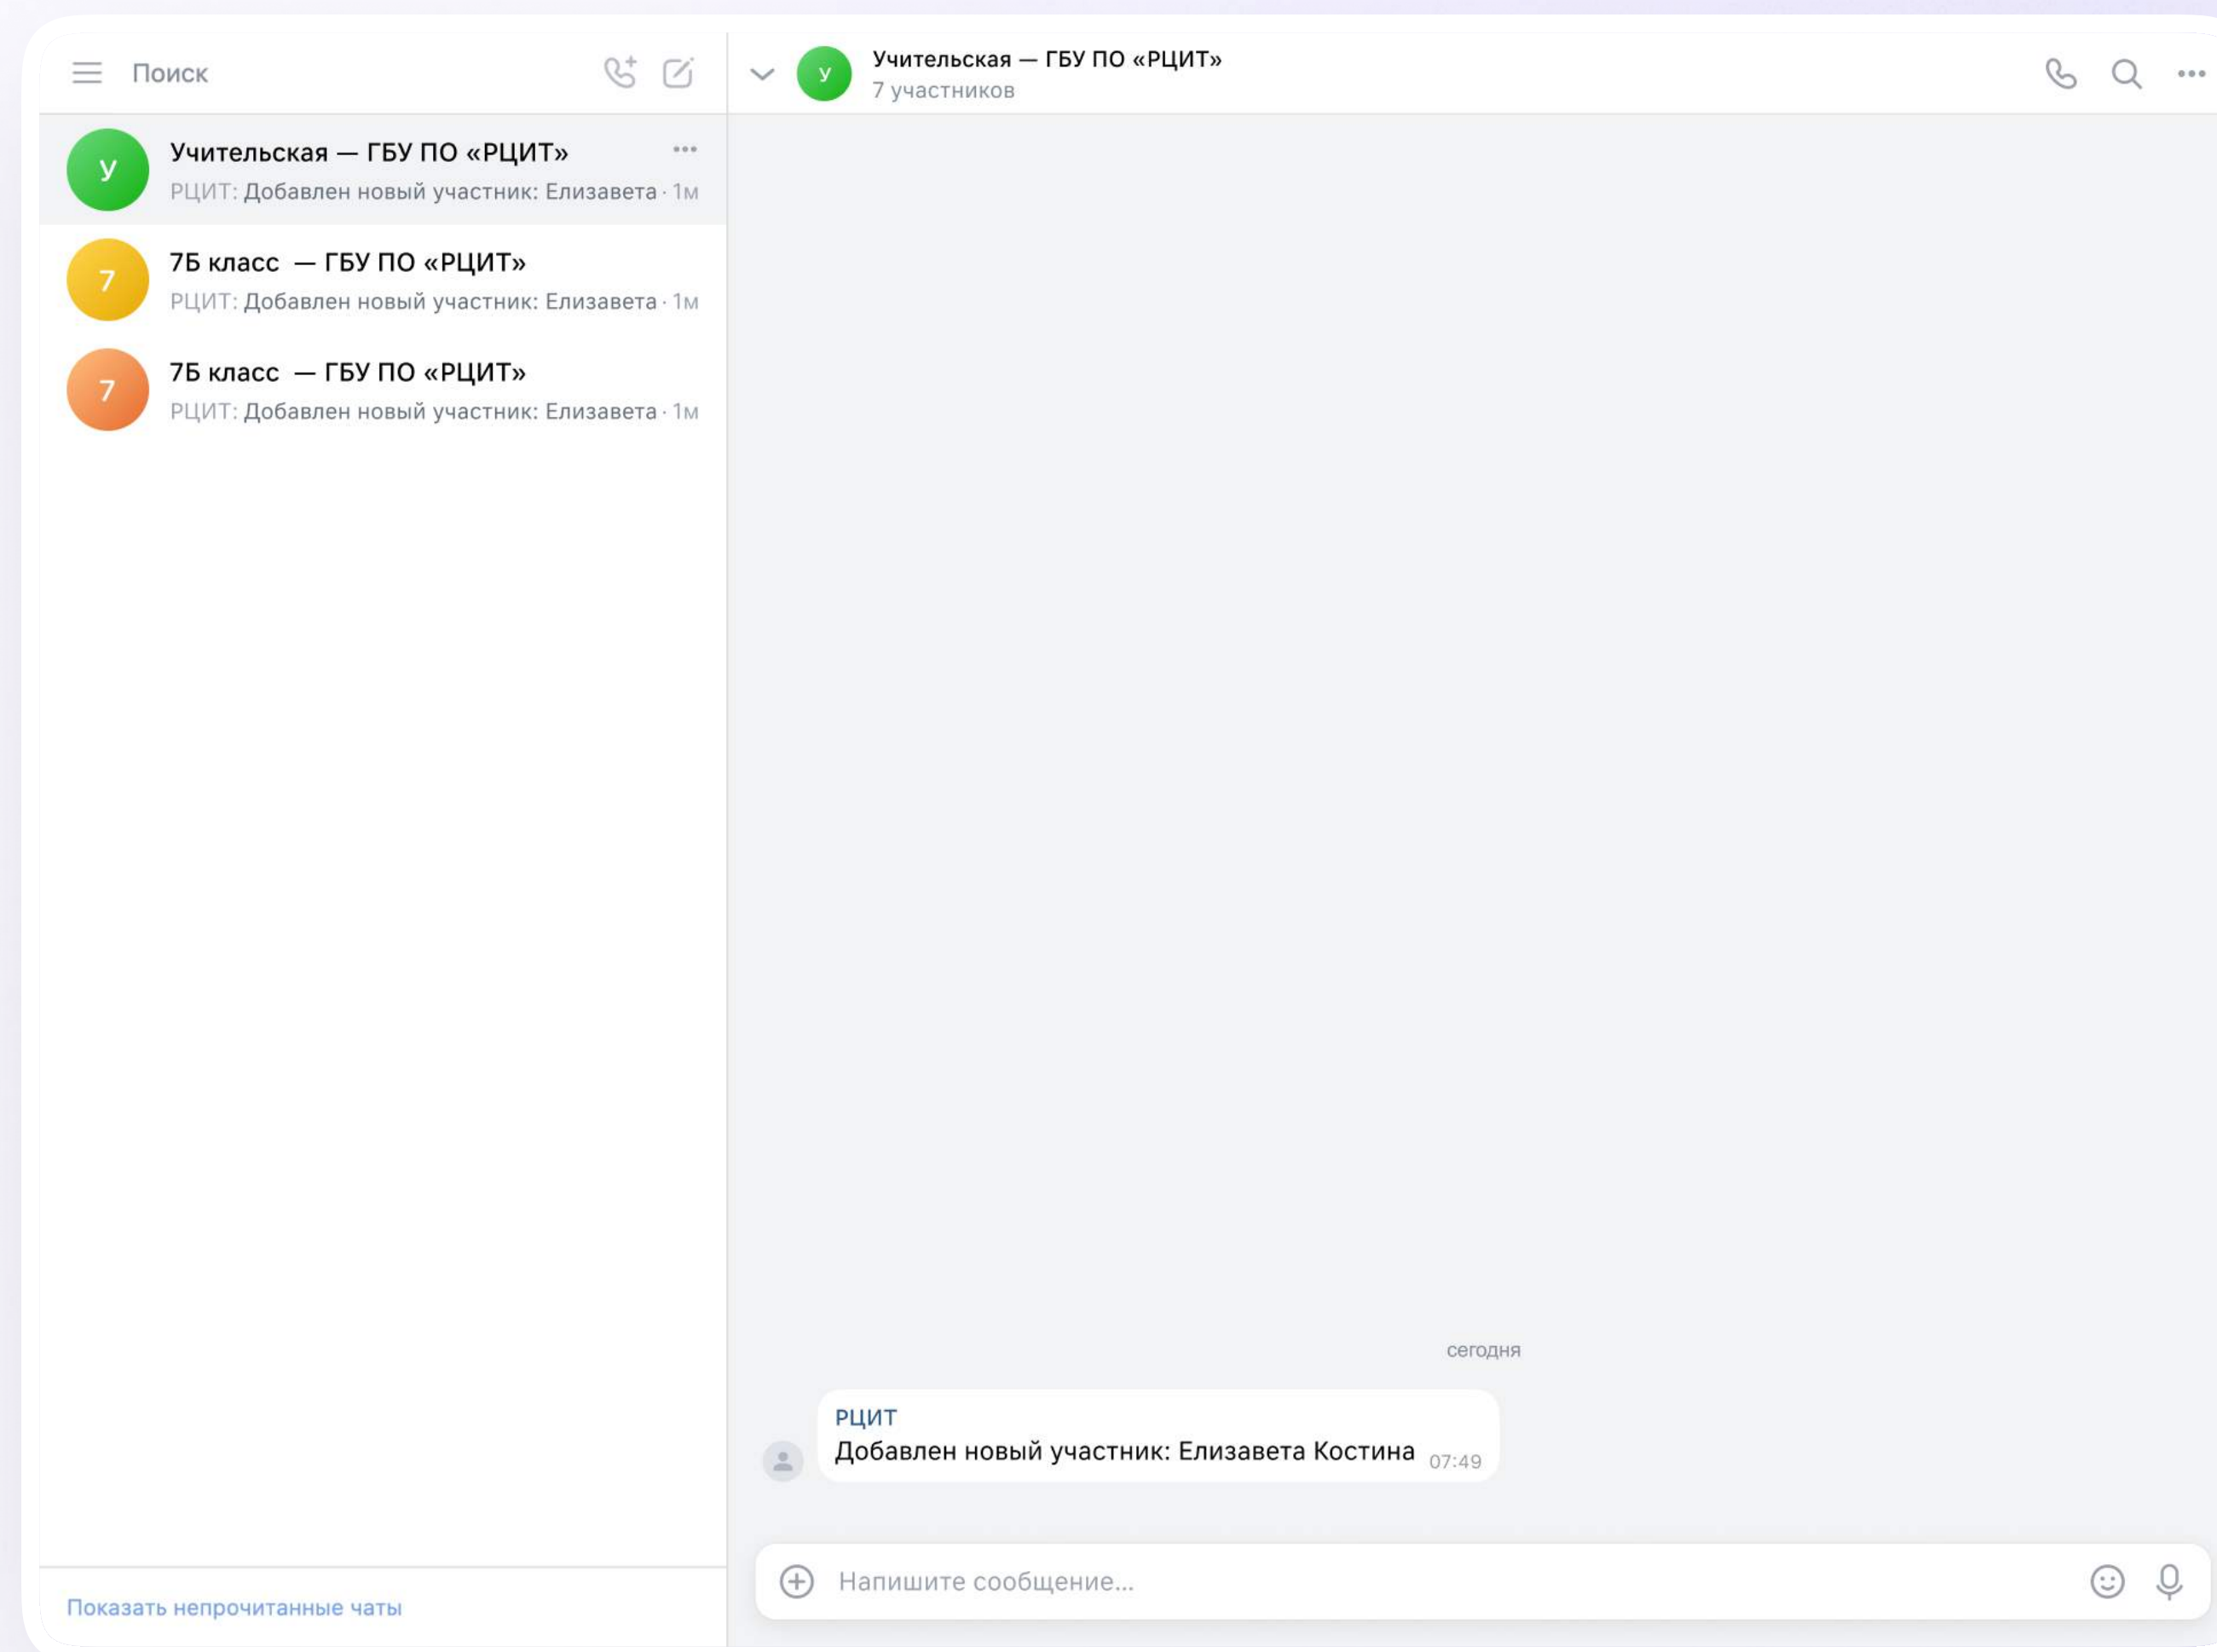 Поиск
У
Учительская — ГБУ ПО «РЦИТ»
РЦИТ: Добавлен новый участник: Елизавета · 1м
7
7Б класс — ГБУ ПО «РЦИТ»
РЦИТ: Добавлен новый участник: Елизавета · 1м
7
7Б класс — ГБУ ПО «РЦИТ»
РЦИТ: Добавлен новый участник: Елизавета · 1м
Показать непрочитанные чаты
У
Учительская — ГБУ ПО «РЦИТ»
7 участников
сегодня
РЦИТ
Добавлен новый участник: Елизавета Костина 07:49
Напишите сообщение...